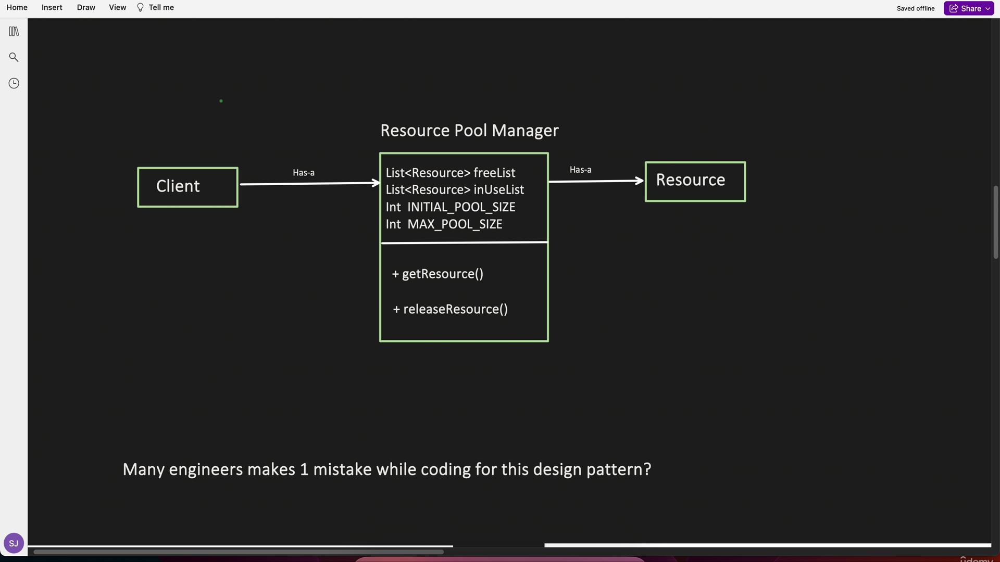 Home Insert Draw View Tell me
Saved offline Share
Resource Pool Manager
Client
Has-a
List<Resource> freeList
List<Resource> inUseList
Int INITIAL_POOL_SIZE
Int MAX_POOL_SIZE
Has-a
Resource
+ getResource()
+ releaseResource()
Many engineers makes 1 mistake while coding for this design pattern?
SJ
udemy